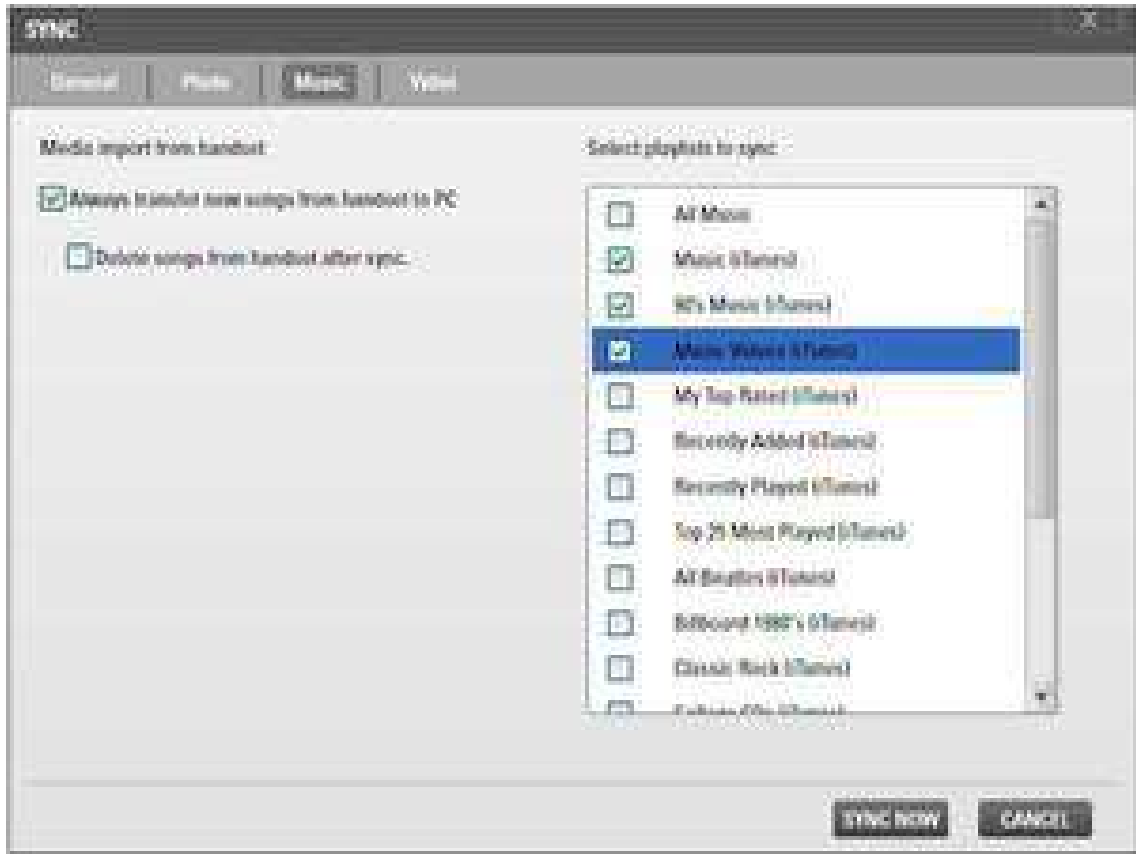 SYNC
X
General
Photo
Music
Video
Media import from handset
Always transfer new songs from handset to PC
Delete songs from handset after sync.
Select playlists to sync
All Music
Music (iTunes)
90's Music (iTunes)
Music Videos (iTunes)
My Top Rated (iTunes)
Recently Added (iTunes)
Recently Played (iTunes)
Top 25 Most Played (iTunes)
All Beatles (iTunes)
Billboard 1980's (iTunes)
Classic Rock (iTunes)
SYNC NOW
CANCEL